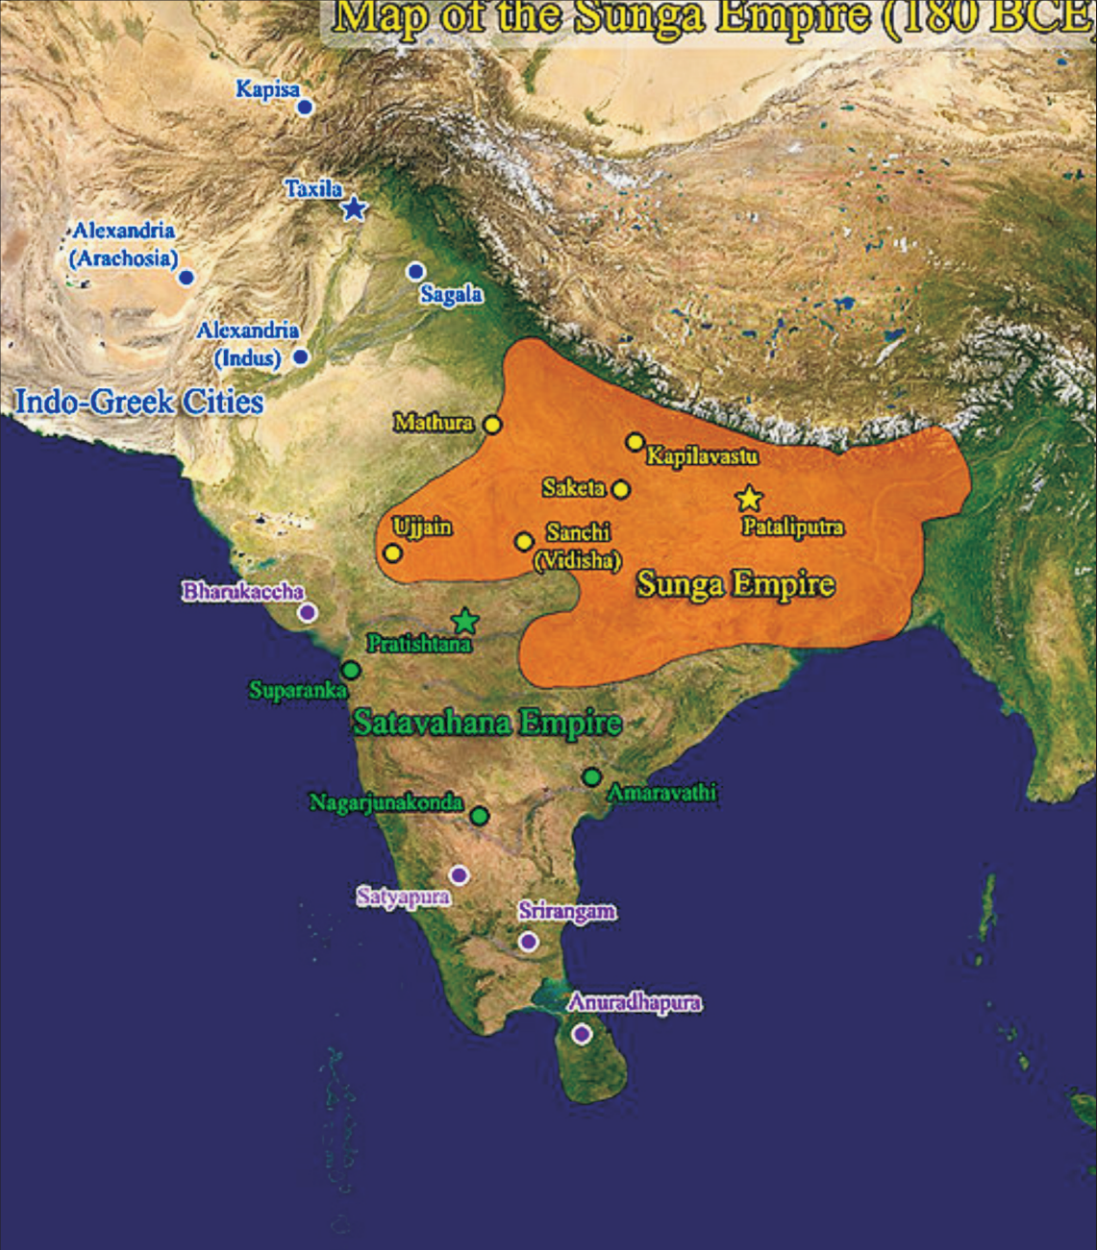 Map of the Sunga Empire (180 BCE)
Kapisa
Taxila
Alexandria
(Arachosia)
Sagala
Alexandria
(Indus)
Indo-Greek Cities
Mathura
Kapilavastu
Saketa
Pataliputra
Ujjain
Sanchi
(Vidisha)
Sunga Empire
Bharukaccha
Pratishtana
Suparanka
Satavahana Empire
Amaravathi
Nagarjunakonda
Satyapura
Srirangam
Anuradhapura